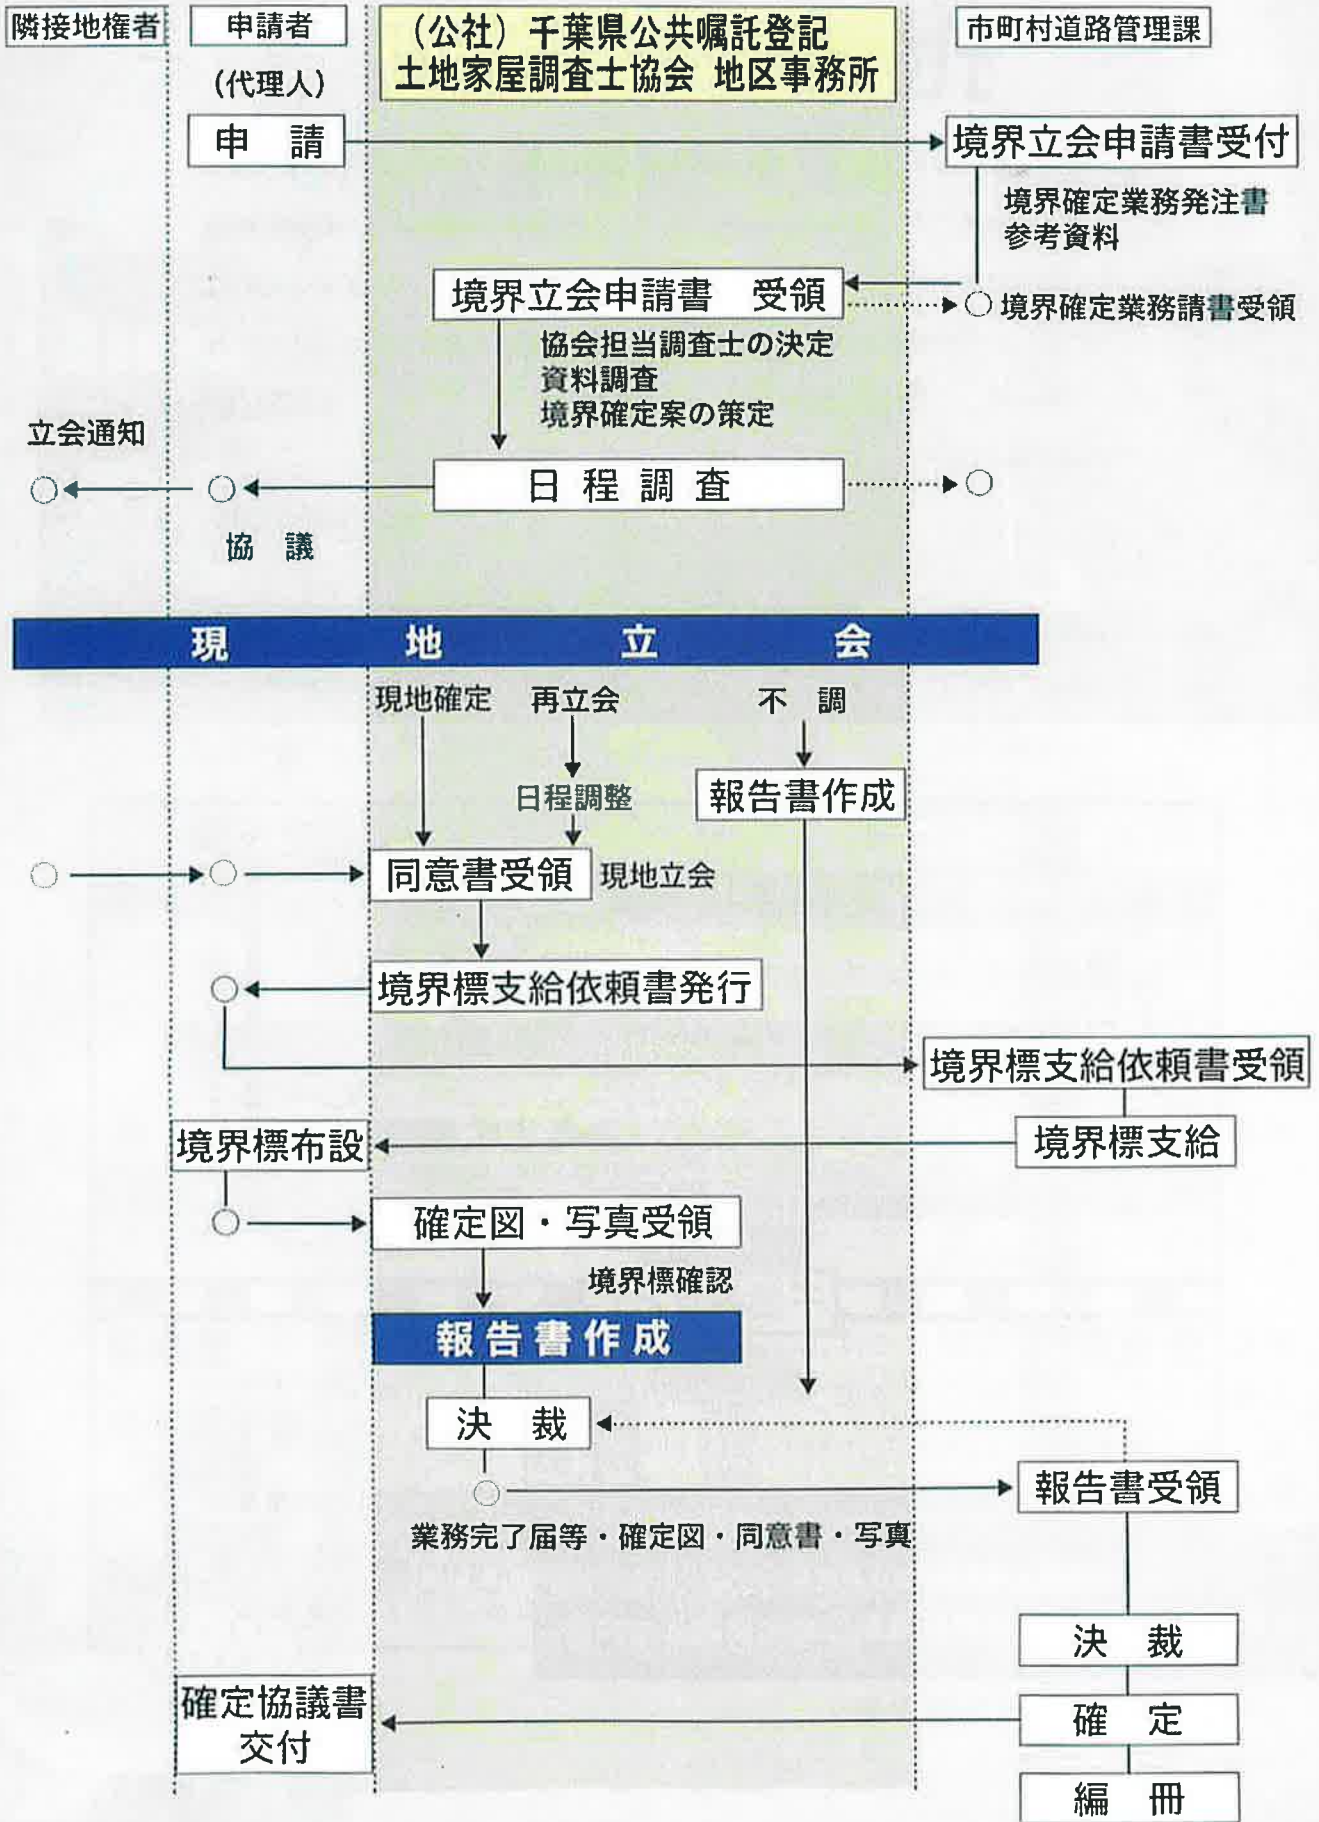 隣接地権者
申請者
(代理人)
（公社）千葉県公共嘱託登記
土地家屋調査士協会 地区事務所
市町村道路管理課
申 請
境界立会申請書受付
境界確定業務発注書
参考資料
境界立会申請書 受領
境界確定業務請書受領
協会担当調査士の決定
資料調査
境界確定案の策定
立会通知
日 程 調 査
協 議
現 地 立 会
現地確定
再立会
不 調
日程調整
報告書作成
同意書受領
現地立会
境界標支給依頼書発行
境界標支給依頼書受領
境界標布設
境界標支給
確定図・写真受領
境界標確認
報告書作成
決 裁
報告書受領
業務完了届等・確定図・同意書・写真
決 裁
確定協議書
交付
確 定
編 冊